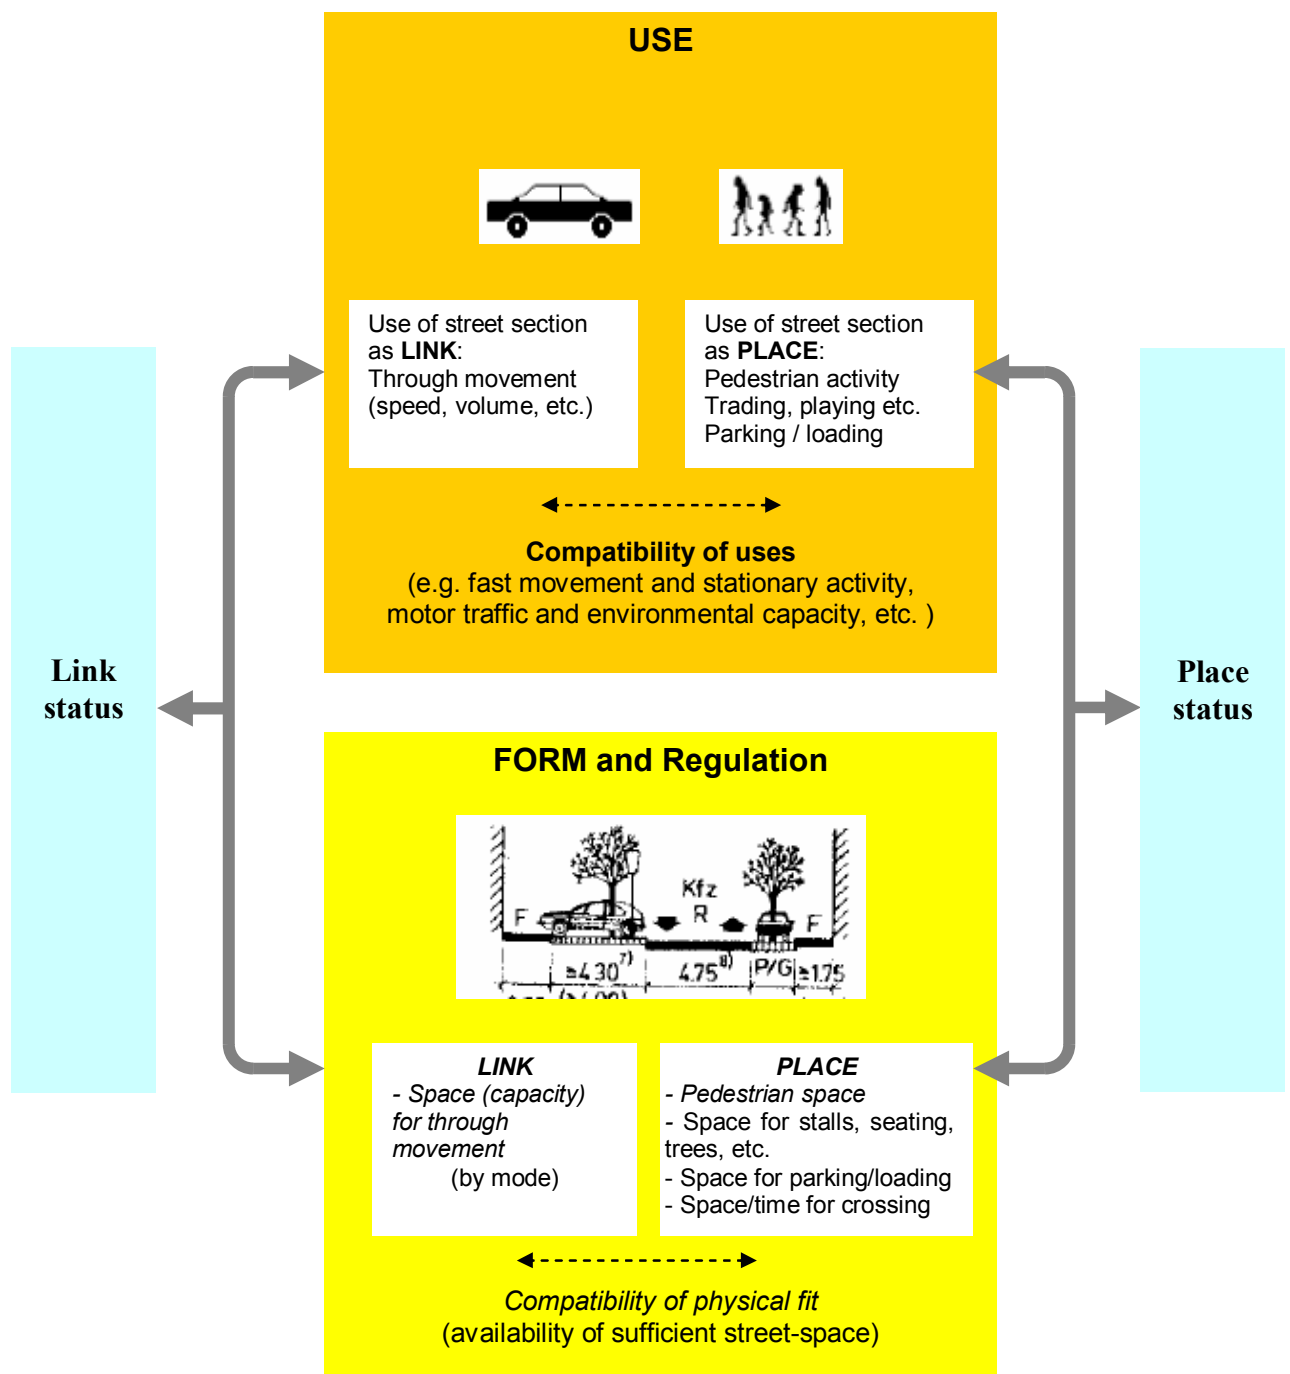 USE
Use of street section
as LINK:
Through movement
(speed, volume, etc.)
Use of street section
as PLACE:
Pedestrian activity
Trading, playing etc.
Parking / loading
Compatibility of uses
(e.g. fast movement and stationary activity,
motor traffic and environmental capacity, etc. )
Link
status
Place
status
FORM and Regulation
Kfz
R
F
F
≥4.30 7)
4.75 8)
P/G
≥1.75
LINK
- Space (capacity)
for through
movement
(by mode)
PLACE
- Pedestrian space
- Space for stalls, seating,
trees, etc.
- Space for parking/loading
- Space/time for crossing
Compatibility of physical fit
(availability of sufficient street-space)